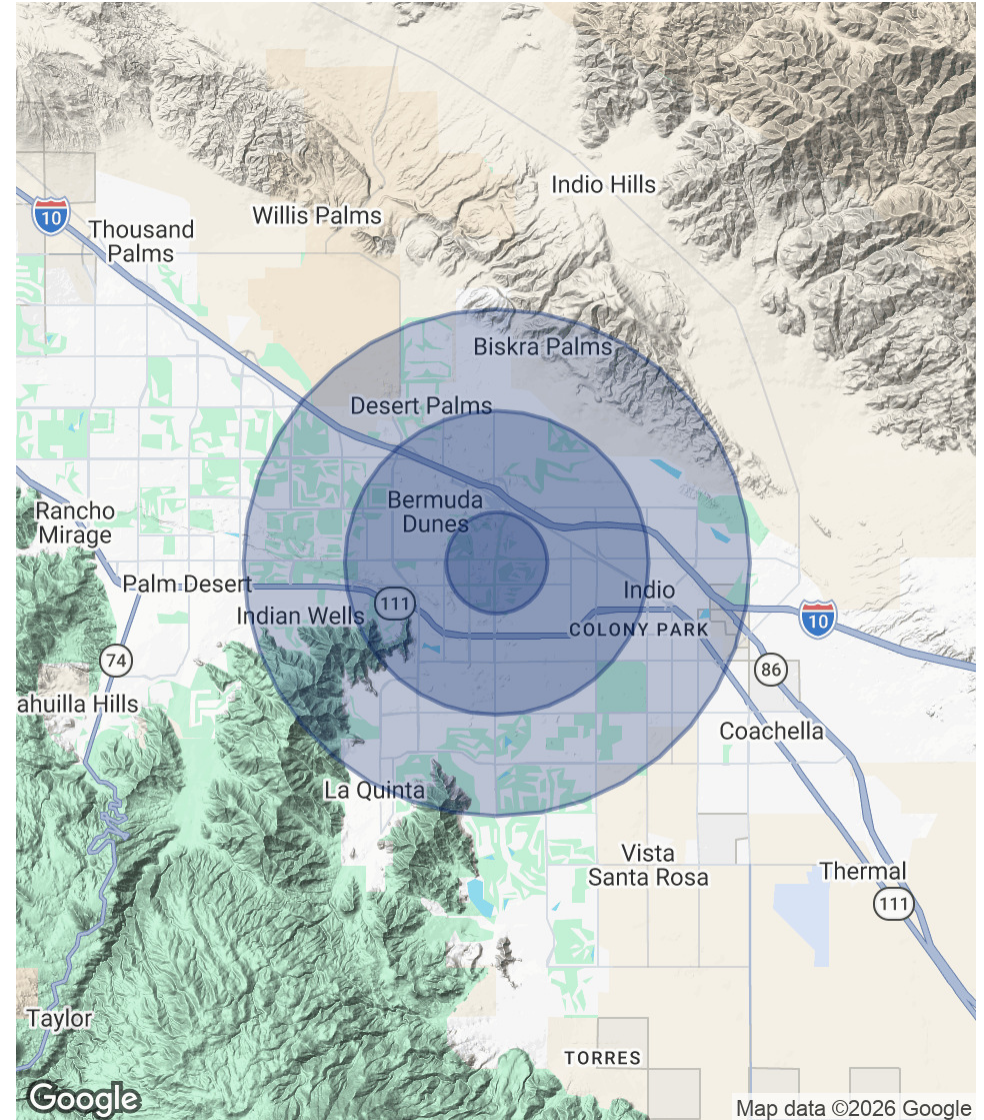 Indio Hills
10
Willis Palms
Thousand
Palms
Biskra Palms
Desert Palms
Bermuda
Dunes
Rancho
Mirage
Palm Desert
Indio
111
Indian Wells
10
COLONY PARK
74
86
ahuilla Hills
Coachella
La Quinta
Vista
Santa Rosa
Thermal
111
Taylor
TORRES
Google
Map data ©2026 Google